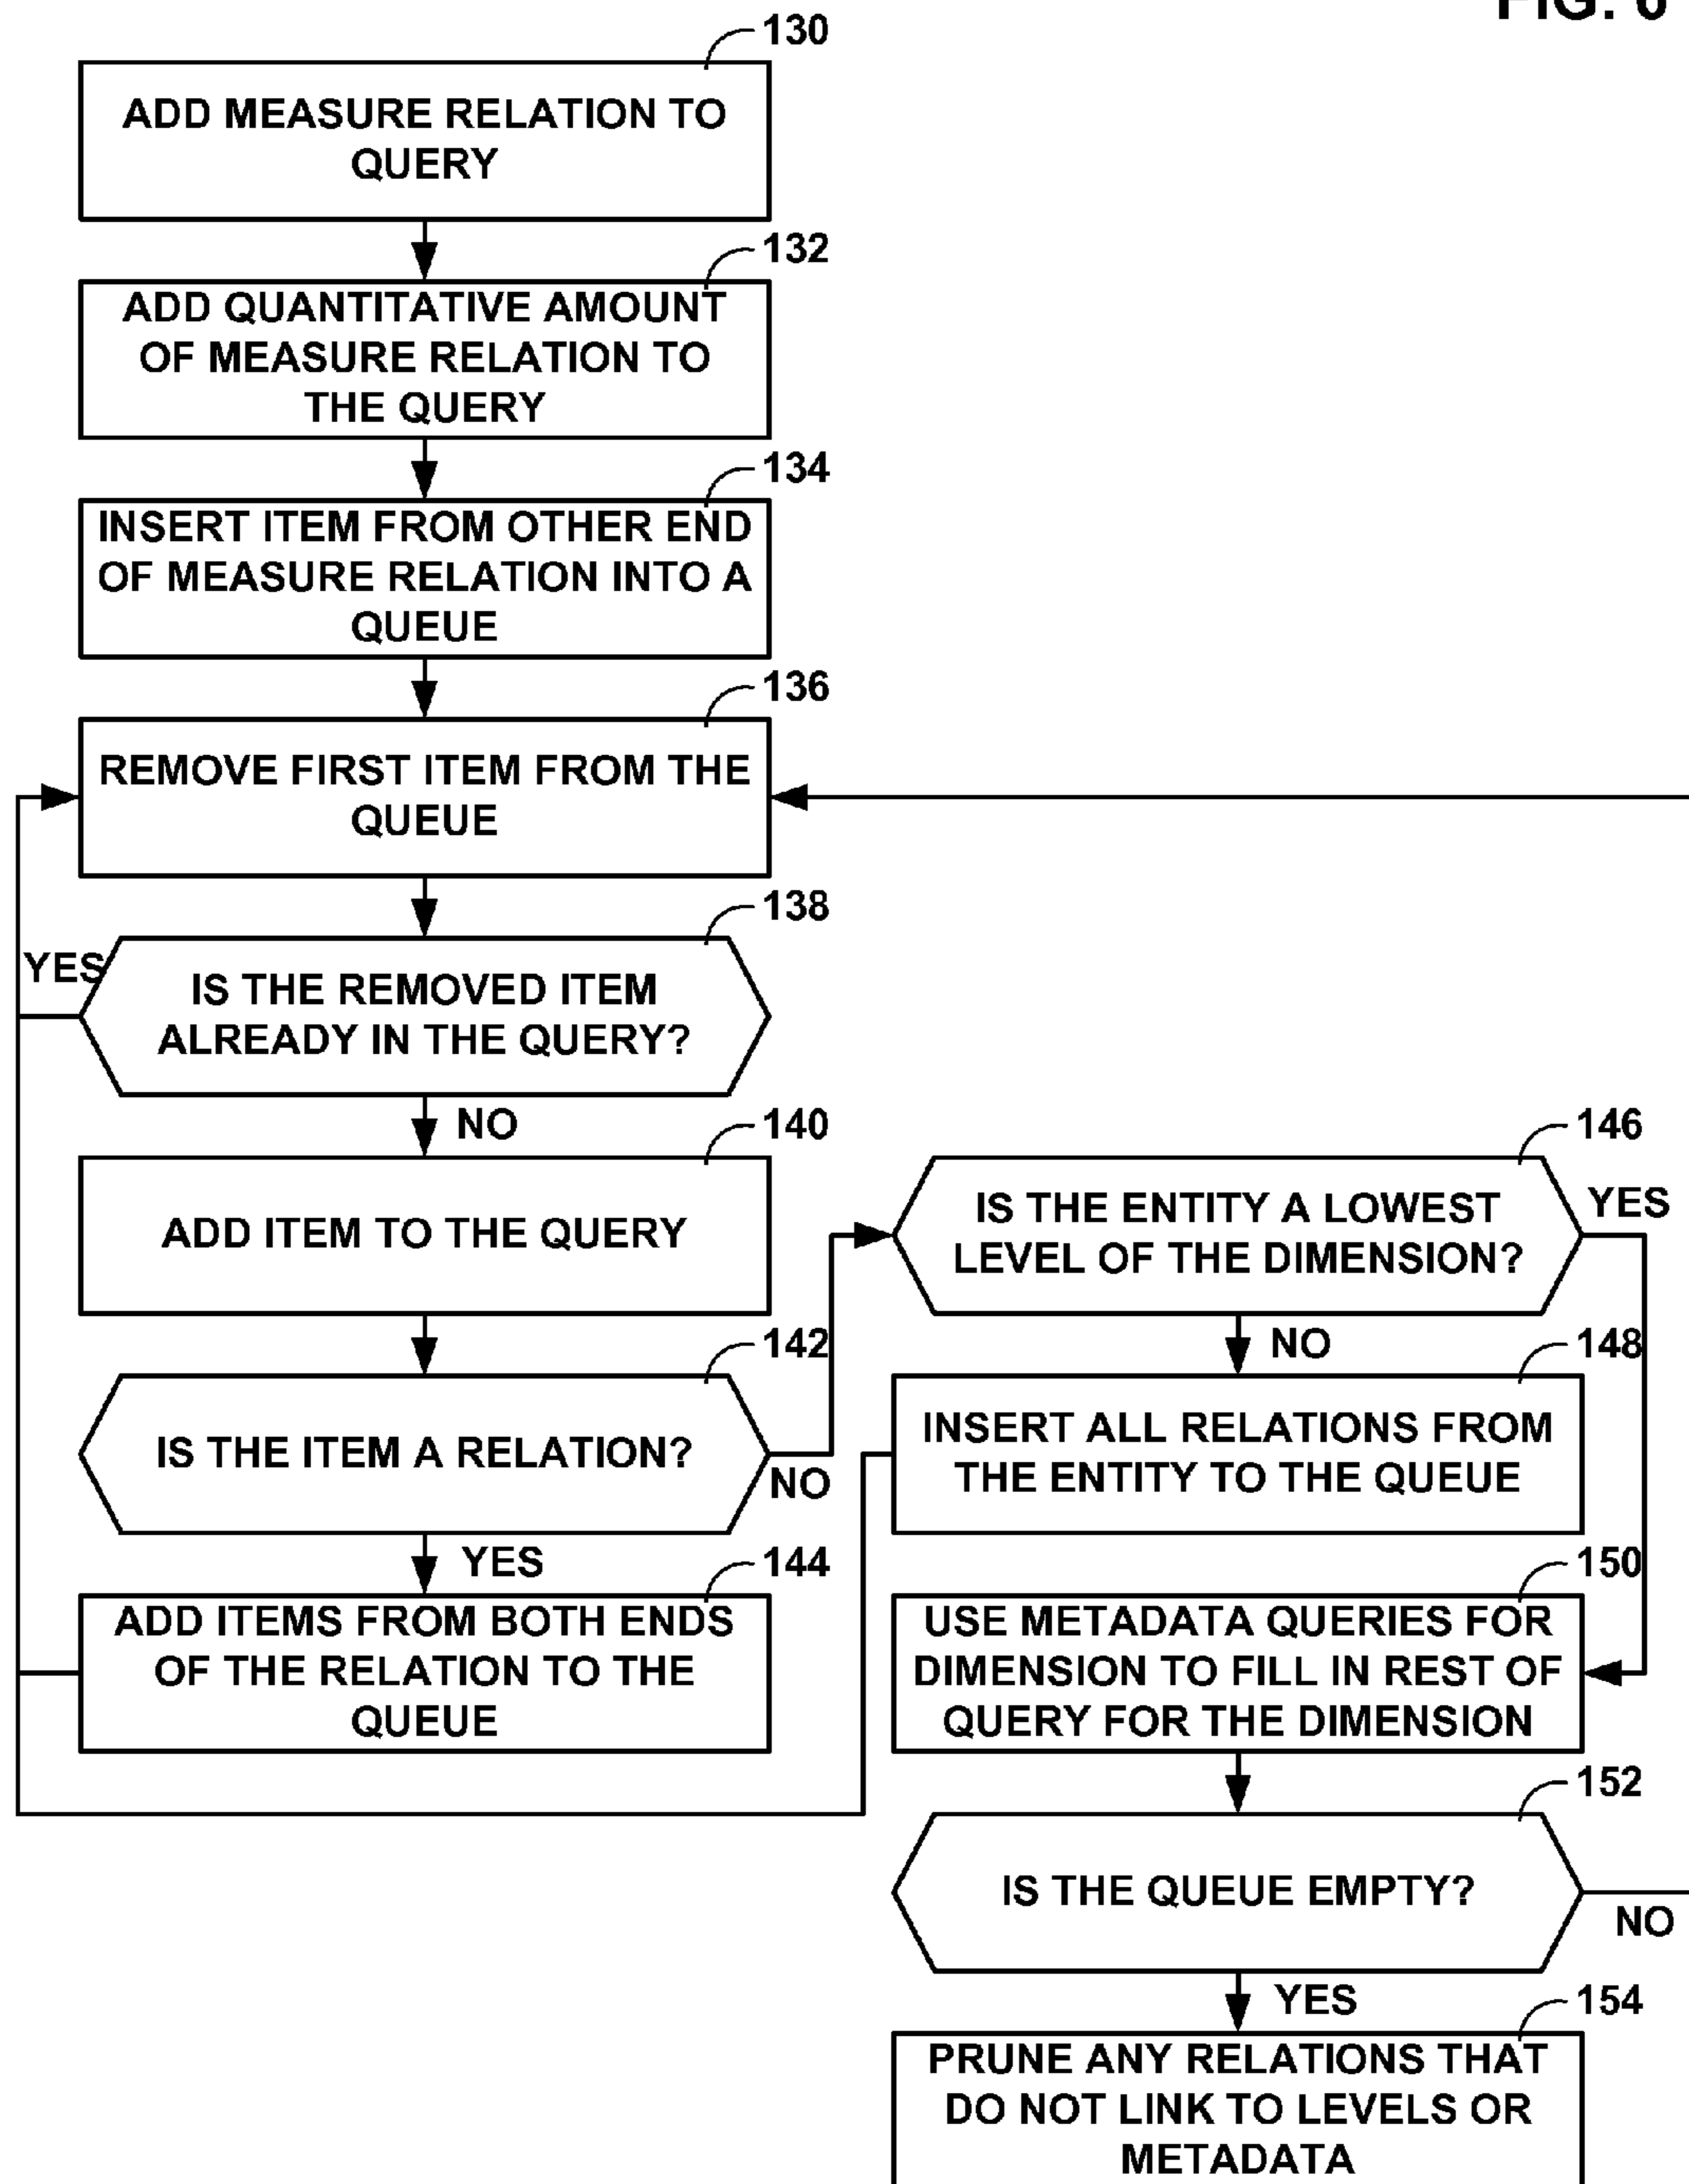 FIG. 6
130
ADD MEASURE RELATION TO
QUERY
132
ADD QUANTITATIVE AMOUNT
OF MEASURE RELATION TO
THE QUERY
134
INSERT ITEM FROM OTHER END
OF MEASURE RELATION INTO A
QUEUE
136
REMOVE FIRST ITEM FROM THE
QUEUE
138
YES
IS THE REMOVED ITEM
ALREADY IN THE QUERY?
NO
140
ADD ITEM TO THE QUERY
142
IS THE ITEM A RELATION?
NO
YES
144
ADD ITEMS FROM BOTH ENDS
OF THE RELATION TO THE
QUEUE
146
IS THE ENTITY A LOWEST
LEVEL OF THE DIMENSION?
YES
NO
148
INSERT ALL RELATIONS FROM
THE ENTITY TO THE QUEUE
150
USE METADATA QUERIES FOR
DIMENSION TO FILL IN REST OF
QUERY FOR THE DIMENSION
152
IS THE QUEUE EMPTY?
NO
YES
154
PRUNE ANY RELATIONS THAT
DO NOT LINK TO LEVELS OR
METADATA